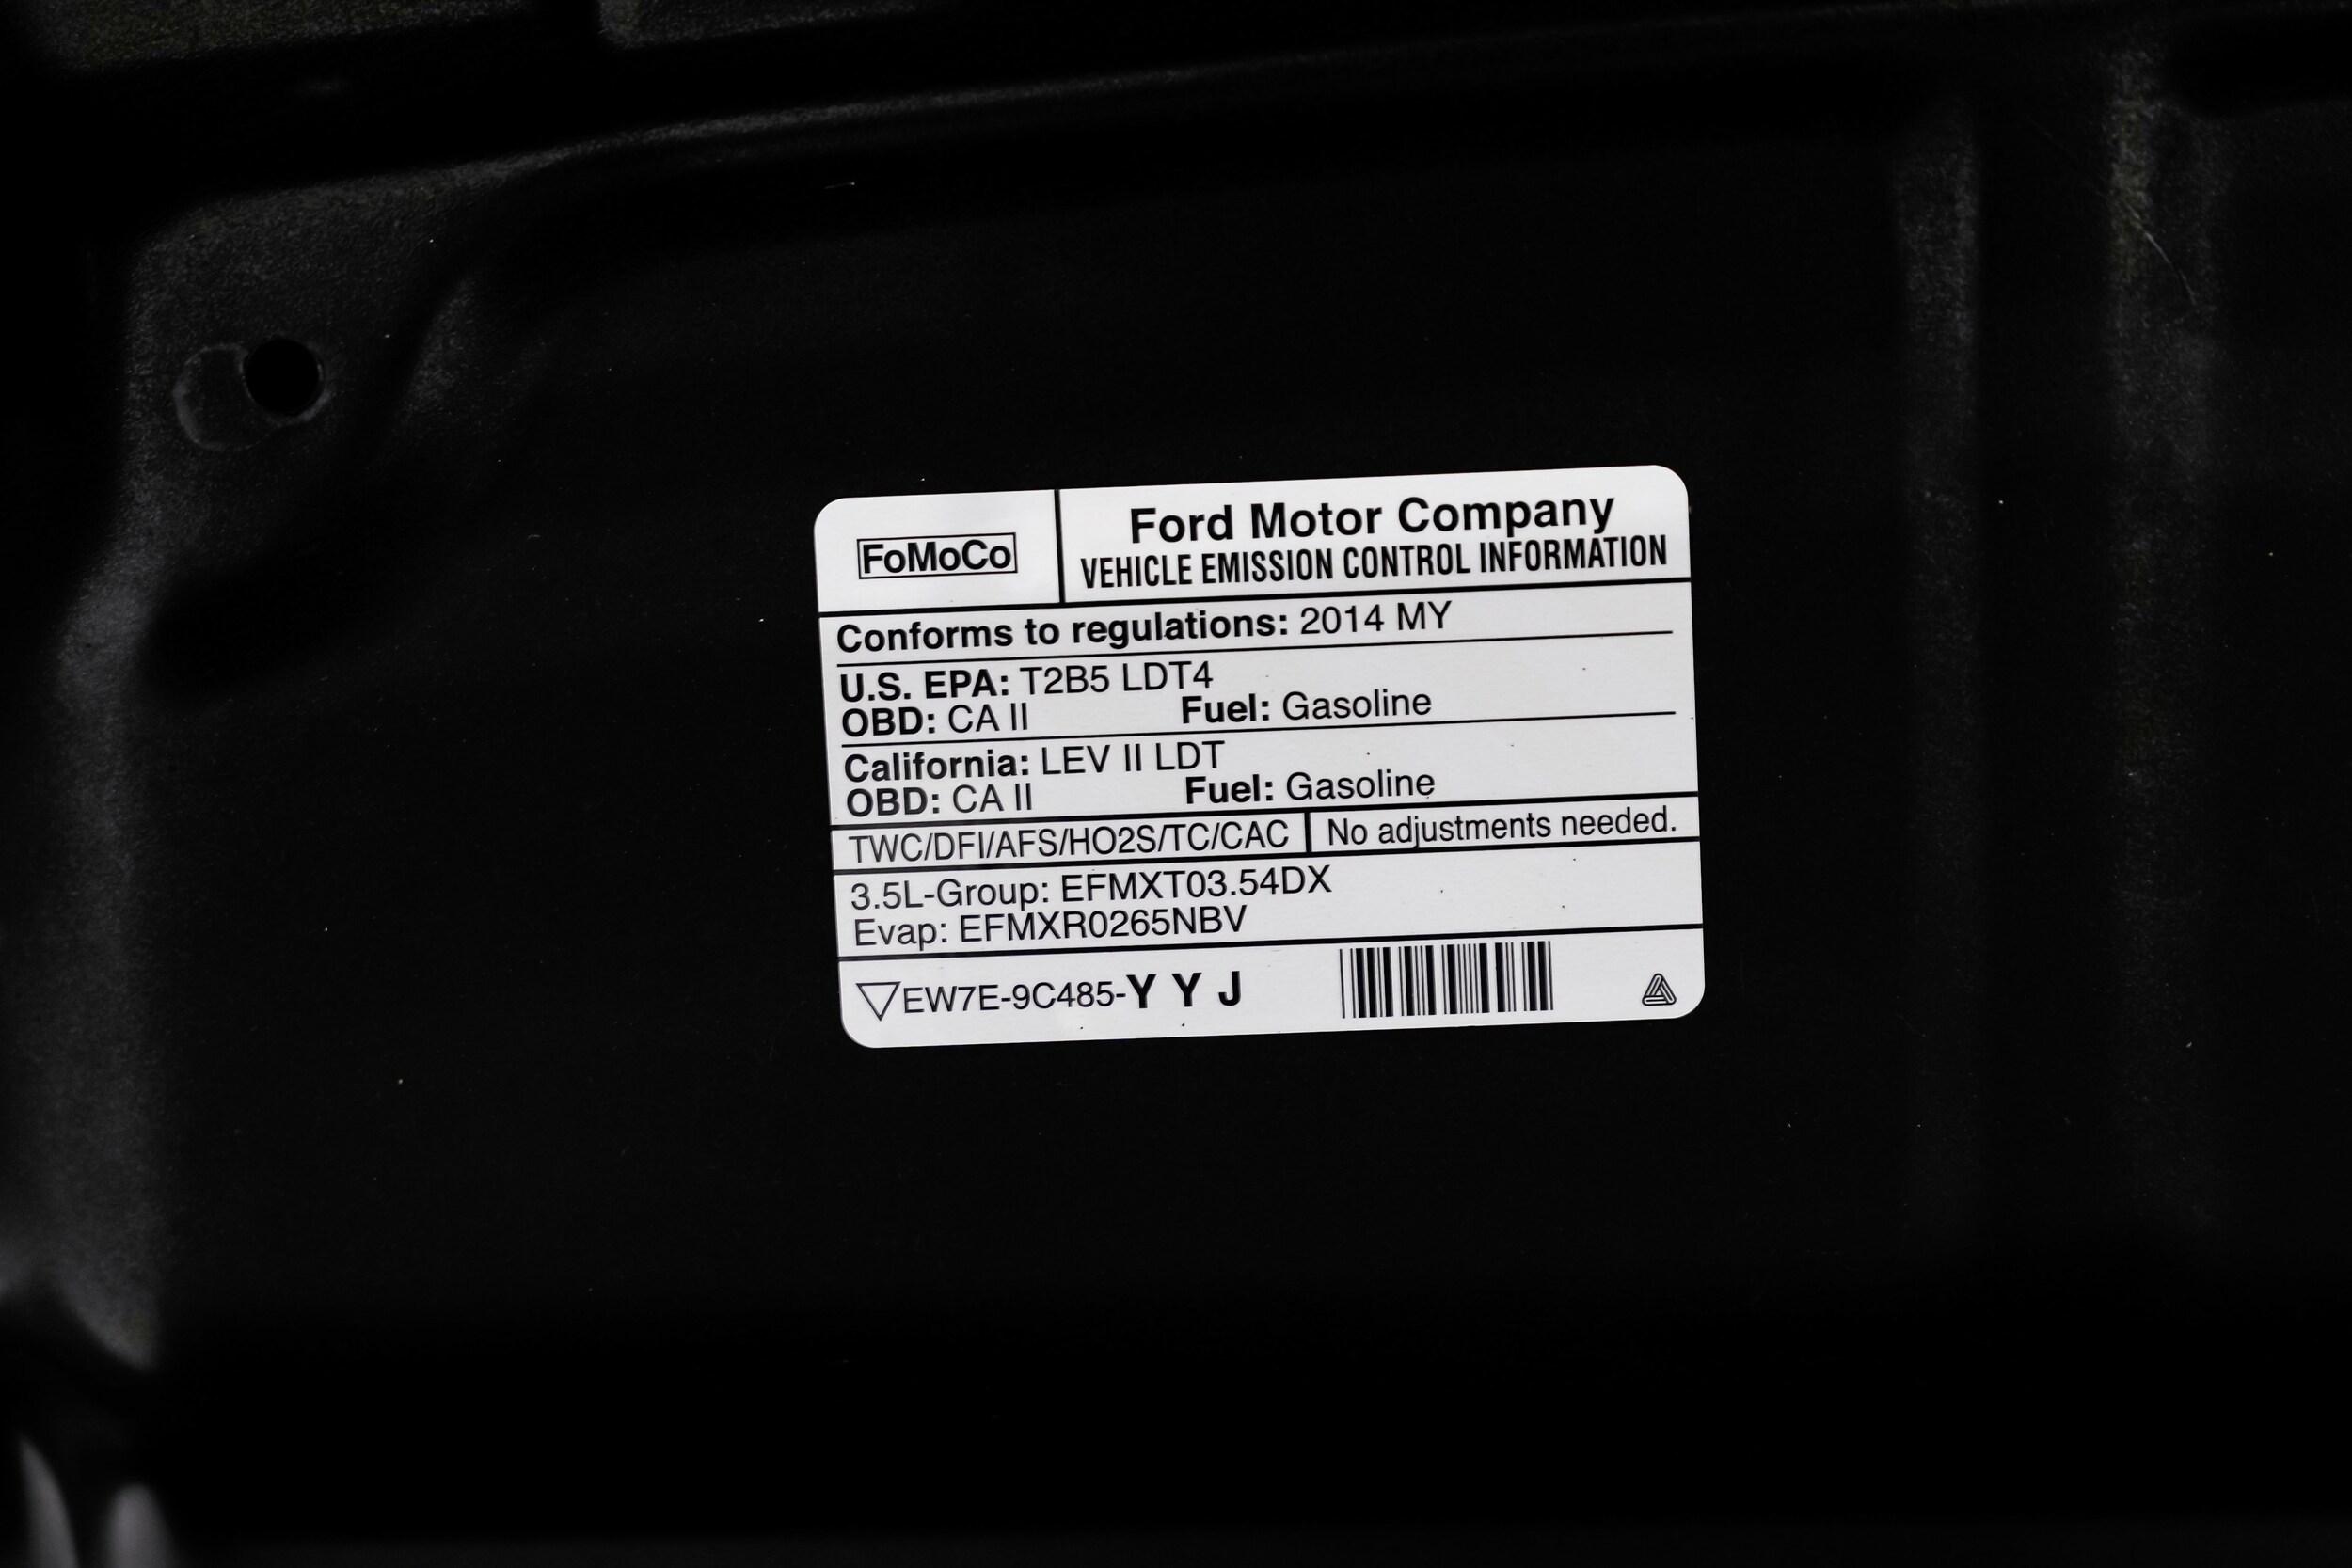 FoMoCo
Ford Motor Company
VEHICLE EMISSION CONTROL INFORMATION
Conforms to regulations: 2014 MY
U.S. EPA: T2B5 LDT4
OBD: CA II Fuel: Gasoline
California: LEV II LDT
OBD: CA II Fuel: Gasoline
TWC/DFI/AFS/HO2S/TC/CAC No adjustments needed.
3.5L-Group: EFMXT03.54DX
Evap: EFMXR0265NBV
EW7E-9C485-Y Y J